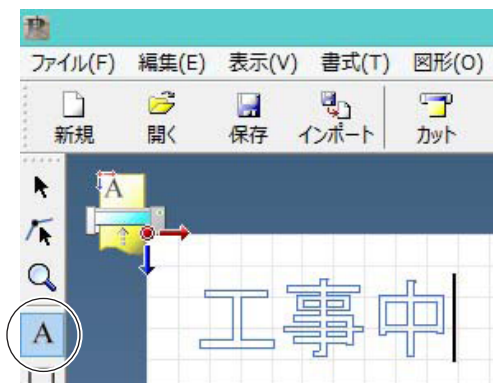 ファイル(F) 編集(E) 表示(V) 書式(T) 図形(O)
新規 開く 保存 インポート カット
A
A
工事中